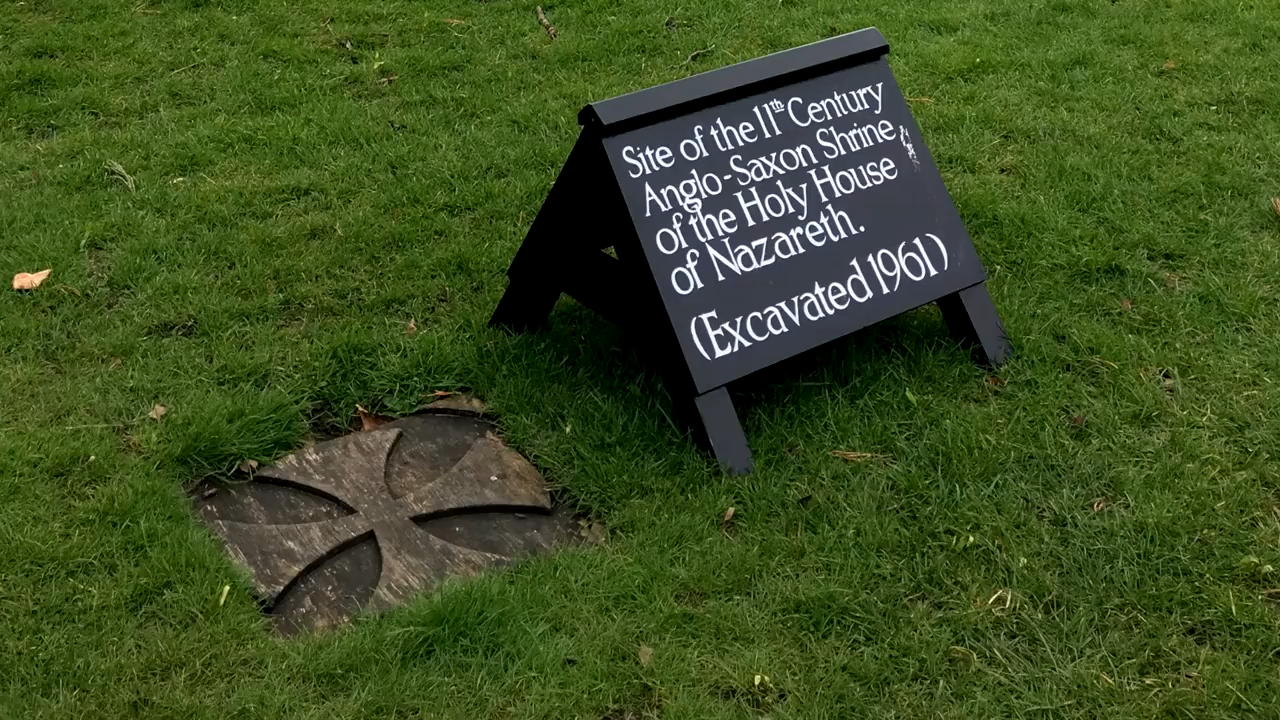 Site of the 11th Century
Anglo-Saxon Shrine
of the Holy House
of Nazareth.
(Excavated 1961)